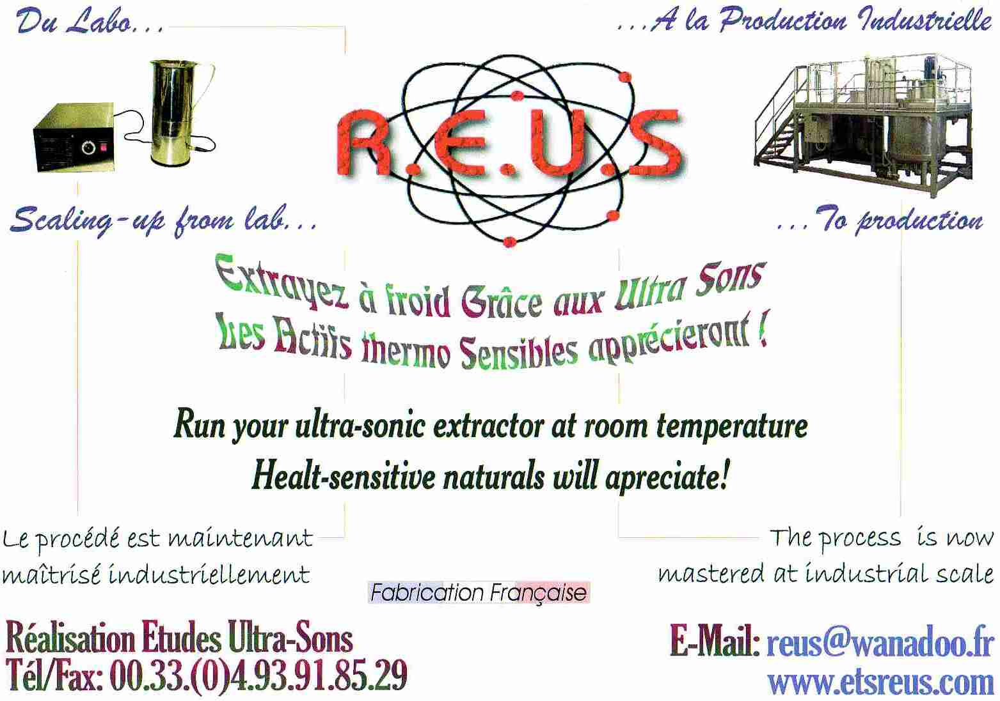 Du Labo...
...A la Production Industrielle
R.E.U.S
Scaling-up from lab...
...To production
Extrayez à froid Grâce aux Ultra Sons
Les Actifs thermo Sensibles apprécieront !
Run your ultra-sonic extractor at room temperature
Healt-sensitive naturals will apreciate!
Le procédé est maintenant
maîtrisé industriellement
The process is now
mastered at industrial scale
Fabrication Française
Réalisation Etudes Ultra-Sons
Tél/Fax: 00.33.(0)4.93.91.85.29
E-Mail: reus@wanadoo.fr
www.etsreus.com